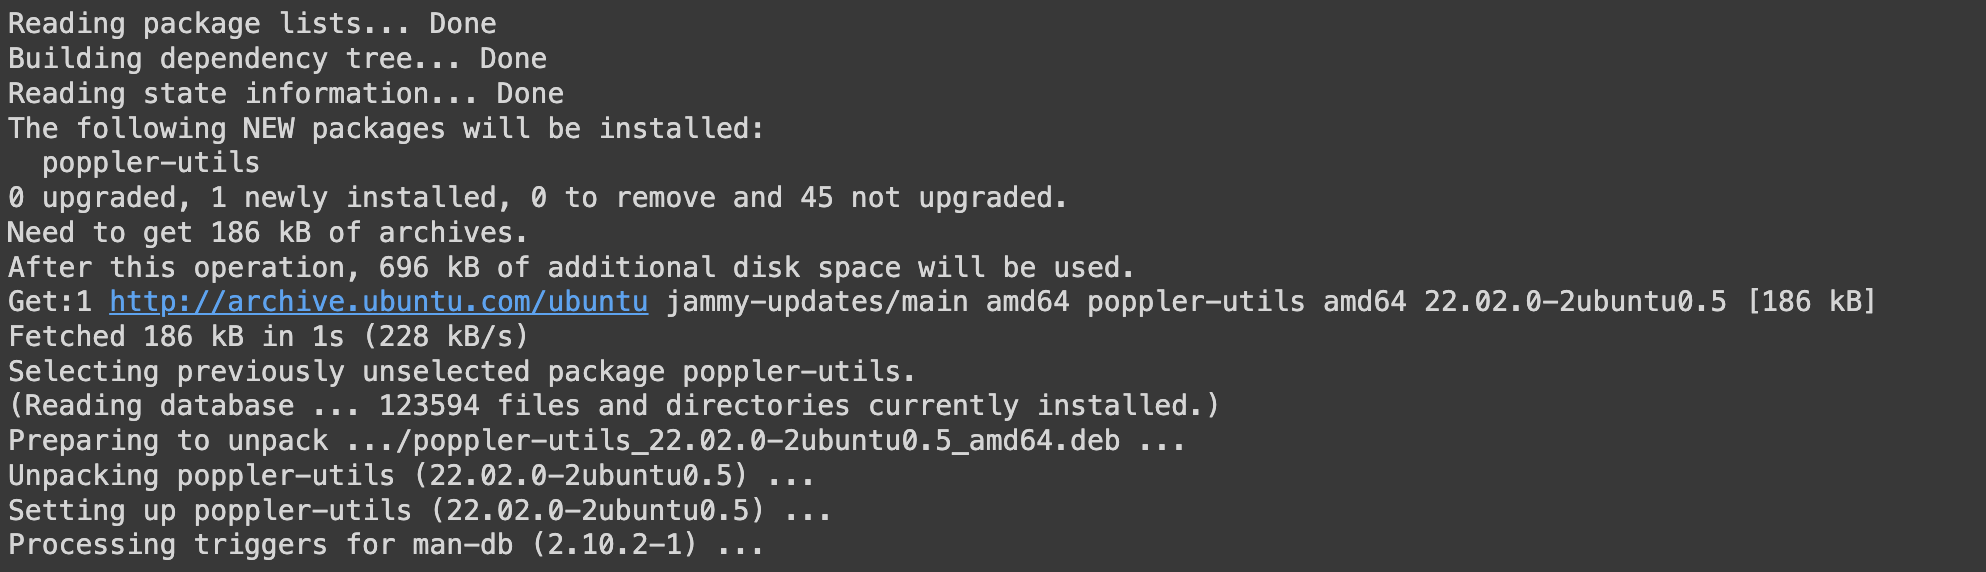 Reading package lists... Done
Building dependency tree... Done
Reading state information... Done
The following NEW packages will be installed:
  poppler-utils
0 upgraded, 1 newly installed, 0 to remove and 45 not upgraded.
Need to get 186 kB of archives.
After this operation, 696 kB of additional disk space will be used.
Get:1 http://archive.ubuntu.com/ubuntu jammy-updates/main amd64 poppler-utils amd64 22.02.0-2ubuntu0.5 [186 kB]
Fetched 186 kB in 1s (228 kB/s)
Selecting previously unselected package poppler-utils.
(Reading database ... 123594 files and directories currently installed.)
Preparing to unpack .../poppler-utils_22.02.0-2ubuntu0.5_amd64.deb ...
Unpacking poppler-utils (22.02.0-2ubuntu0.5) ...
Setting up poppler-utils (22.02.0-2ubuntu0.5) ...
Processing triggers for man-db (2.10.2-1) ...